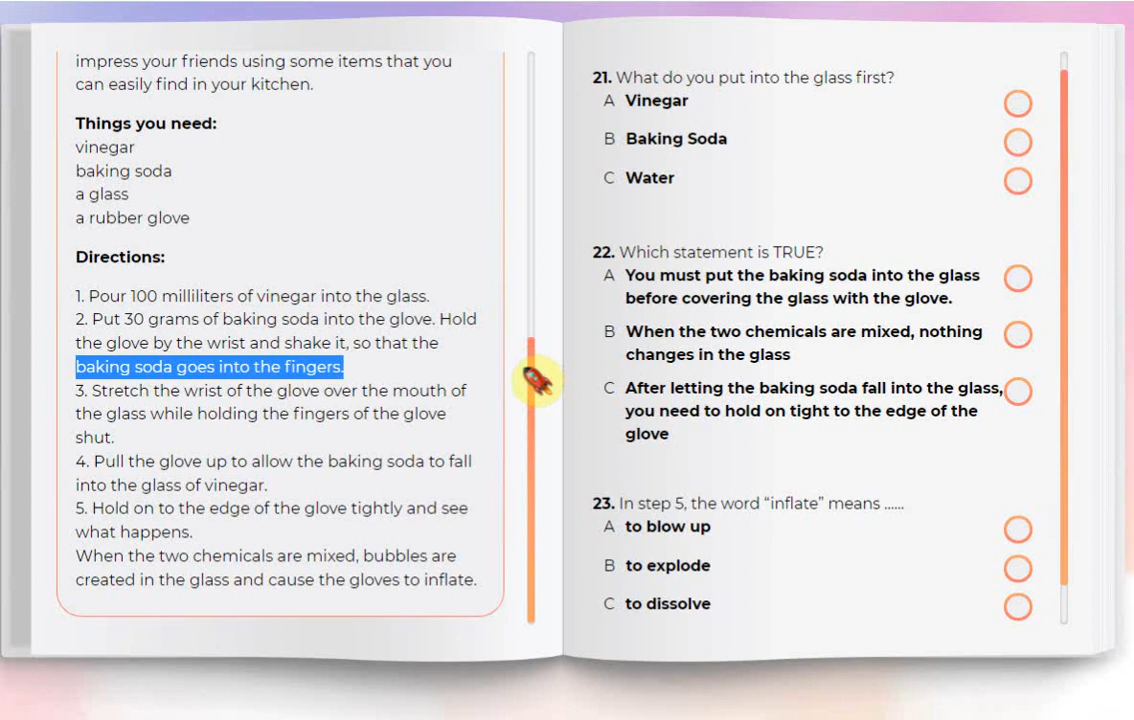 impress your friends using some items that you
can easily find in your kitchen.
Things you need:
vinegar
baking soda
a glass
a rubber glove
Directions:
1. Pour 100 milliliters of vinegar into the glass.
2. Put 30 grams of baking soda into the glove. Hold
the glove by the wrist and shake it, so that the
baking soda goes into the fingers.
3. Stretch the wrist of the glove over the mouth of
the glass while holding the fingers of the glove
shut.
4. Pull the glove up to allow the baking soda to fall
into the glass of vinegar.
5. Hold on to the edge of the glove tightly and see
what happens.
When the two chemicals are mixed, bubbles are
created in the glass and cause the gloves to inflate.
21. What do you put into the glass first?
A Vinegar
B Baking Soda
C Water
22. Which statement is TRUE?
A You must put the baking soda into the glass
before covering the glass with the glove.
B When the two chemicals are mixed, nothing
changes in the glass
C After letting the baking soda fall into the glass,
you need to hold on tight to the edge of the
glove
23. In step 5, the word “inflate” means ......
A to blow up
B to explode
C to dissolve